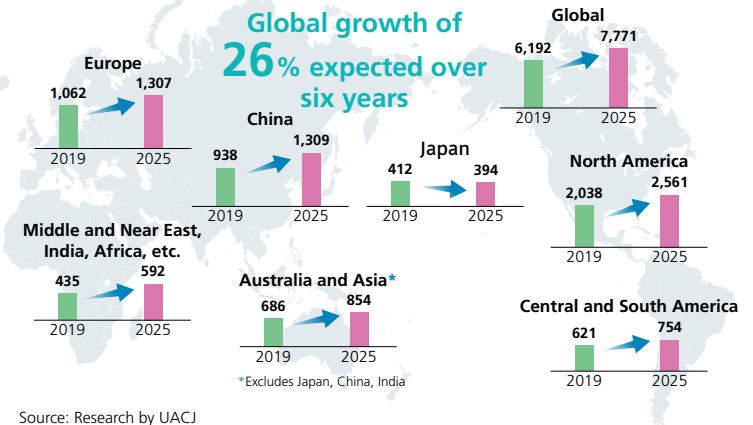 Global growth of
26% expected over
six years
Global
6,192
7,771
2019
2025
Europe
1,062
1,307
2019
2025
China
938
1,309
2019
2025
Japan
412
394
2019
2025
North America
2,038
2,561
2019
2025
Middle and Near East,
India, Africa, etc.
435
592
2019
2025
Australia and Asia*
686
854
2019
2025
*Excludes Japan, China, India
Central and South America
621
754
2019
2025
Source: Research by UACJ